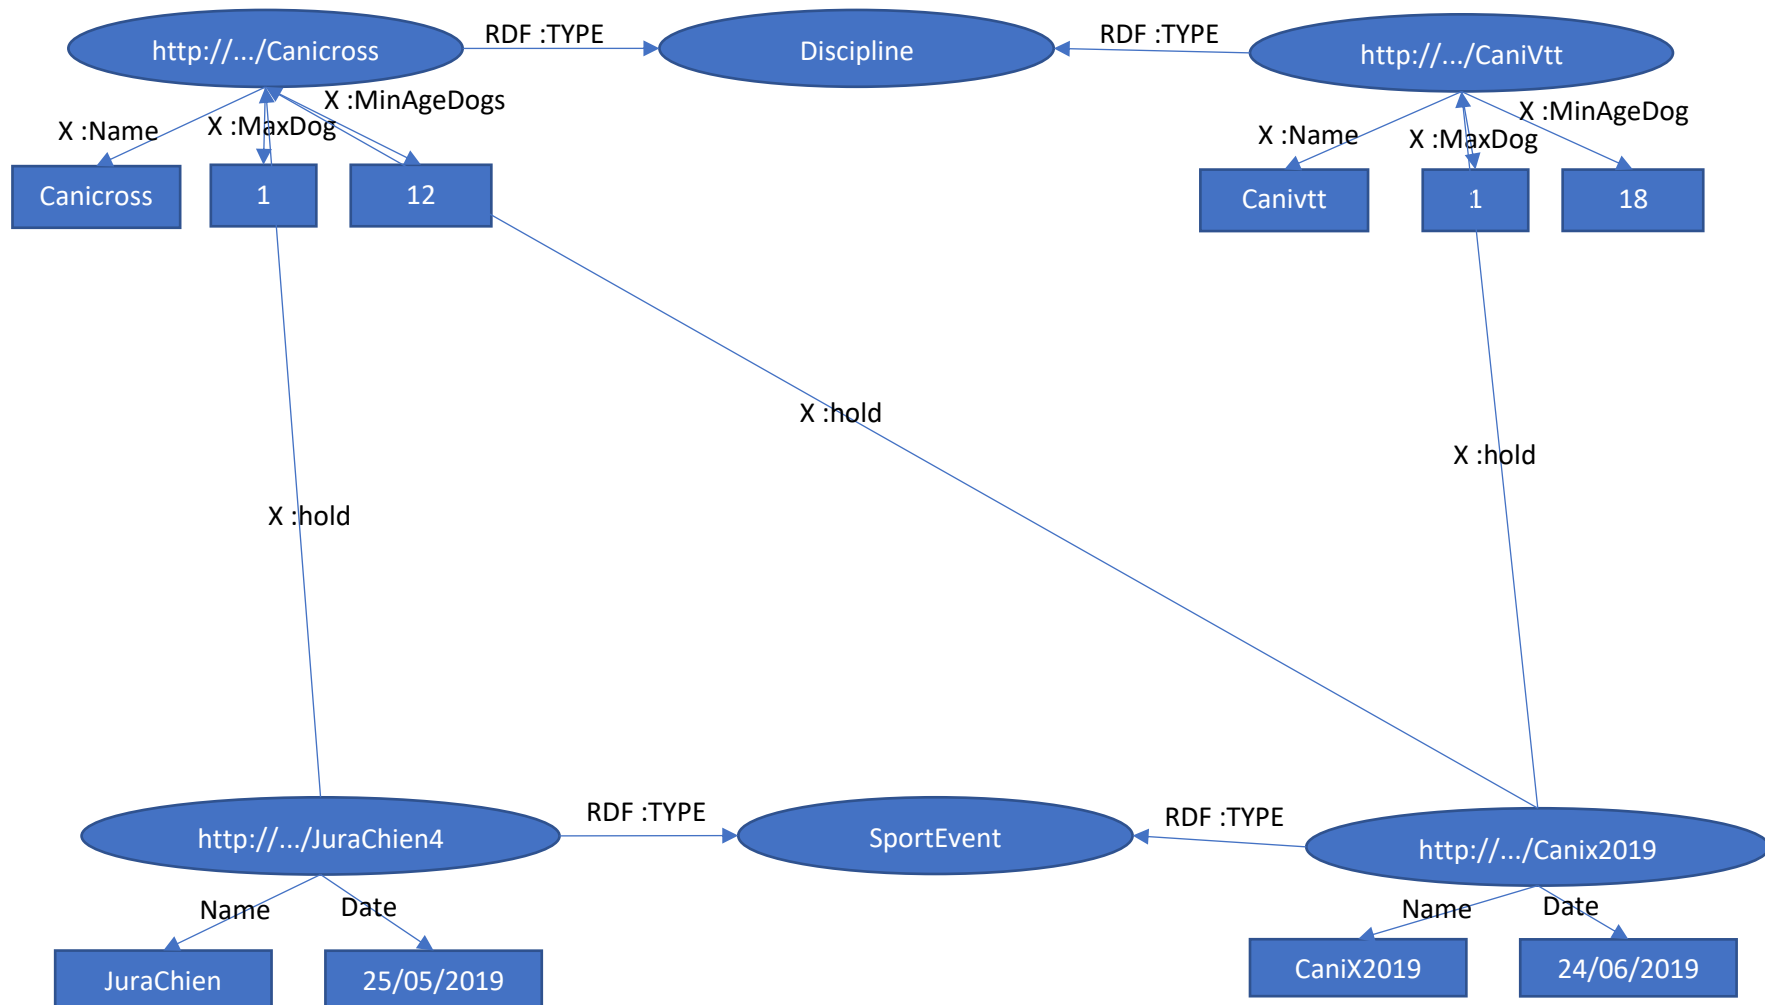 http://.../Canicross
RDF :TYPE
Discipline
RDF :TYPE
http://.../CaniVtt
X :Name
X :MaxDog
X :MinAgeDogs
X :Name
X :MaxDog
X :MinAgeDog
Canicross
1
12
Canivtt
1
18
X :hold
X :hold
X :hold
http://.../JuraChien4
RDF :TYPE
SportEvent
RDF :TYPE
http://.../Canix2019
Name
Date
Name
Date
JuraChien
25/05/2019
CaniX2019
24/06/2019